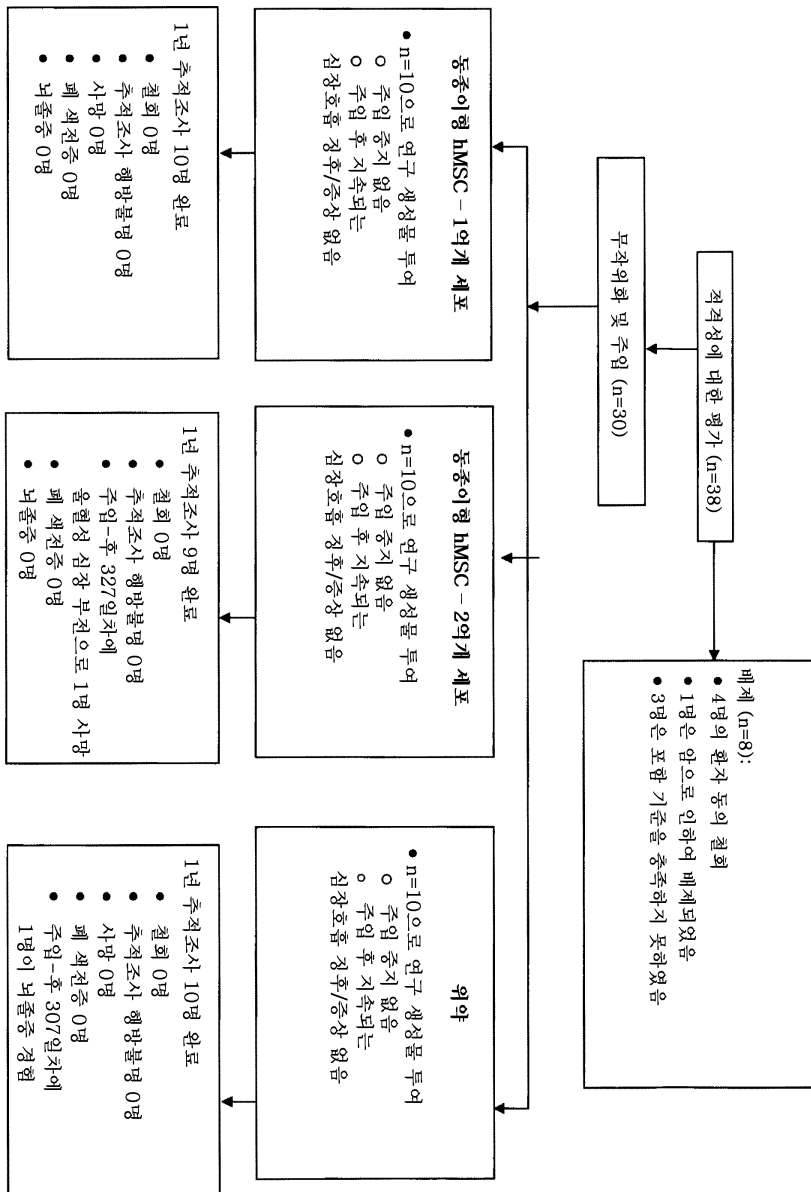 적격성에 대한 평가 (n=38)
배제 (n=8):
● 4명의 환자 동의 철회
● 1명은 암으로 인하여 배제되었음
● 3명은 포함 기준을 충족하지 못하였음
무작위화 및 주입 (n=30)
동종이형 hMSC – 1억개 세포
● n=10으로 연구 생성물 투여
○ 주입 중지 없음
○ 주입 후 지속되는
심장호흡 징후/증상 없음
동종이형 hMSC – 2억개 세포
● n=10으로 연구 생성물 투여
○ 주입 중지 없음
○ 주입 후 지속되는
심장호흡 징후/증상 없음
위약
● n=10으로 연구 생성물 투여
○ 주입 중지 없음
○ 주입 후 지속되는
심장호흡 징후/증상 없음
1년 추적조사 10명 완료
● 철회 0명
● 추적조사 행방불명 0명
● 사망 0명
● 폐 색전증 0명
● 뇌졸중 0명
1년 추적조사 9명 완료
● 철회 0명
● 추적조사 행방불명 0명
● 주입-후 327일차에
울혈성 심장 부전으로 1명 사망
● 폐 색전증 0명
● 뇌졸중 0명
1년 추적조사 10명 완료
● 철회 0명
● 추적조사 행방불명 0명
● 사망 0명
● 폐 색전증 0명
● 주입-후 307일차에
1명이 뇌졸중 경험